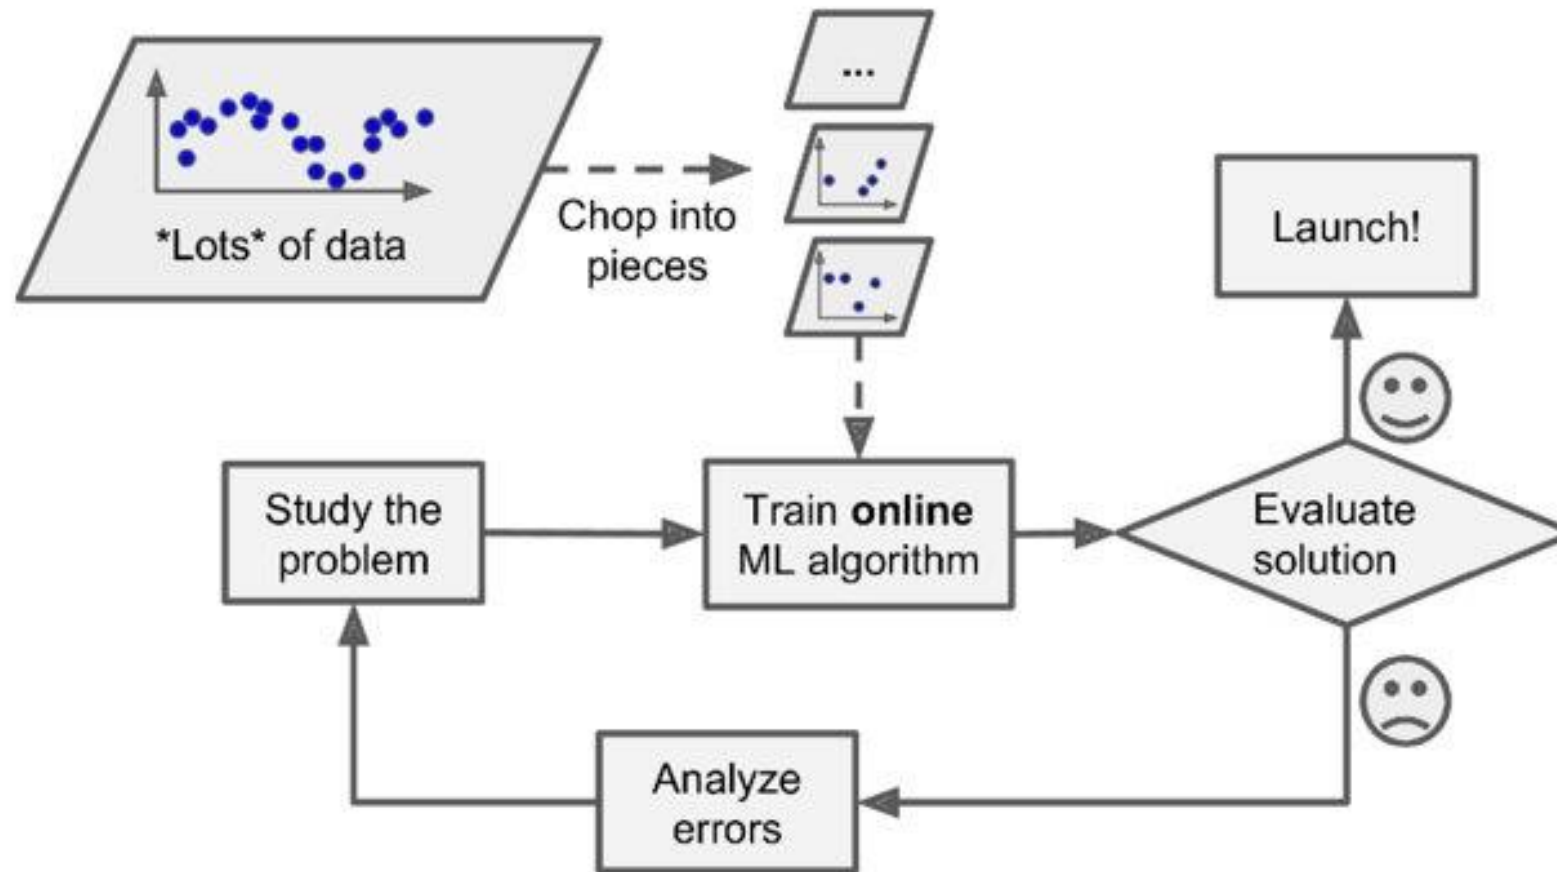 *Lots* of data
Chop into
pieces
...
Launch!
Study the
problem
Train online
ML algorithm
Evaluate
solution
Analyze
errors